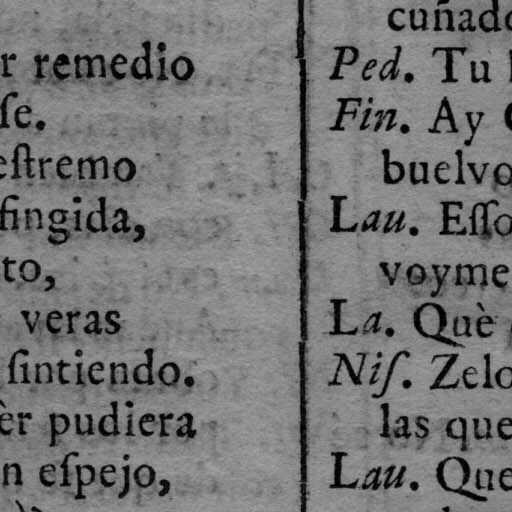 r remedio
ſe.
eſtremo
fingida,
to,
veras
ſintiendo.
èr pudiera
n eſpejo,
cuñado
Ped. Tu
Fin. Ay
buelvo
Lau. Eſſo
voyme
La. Què
Niſ. Zelo
las que
Lau. Que